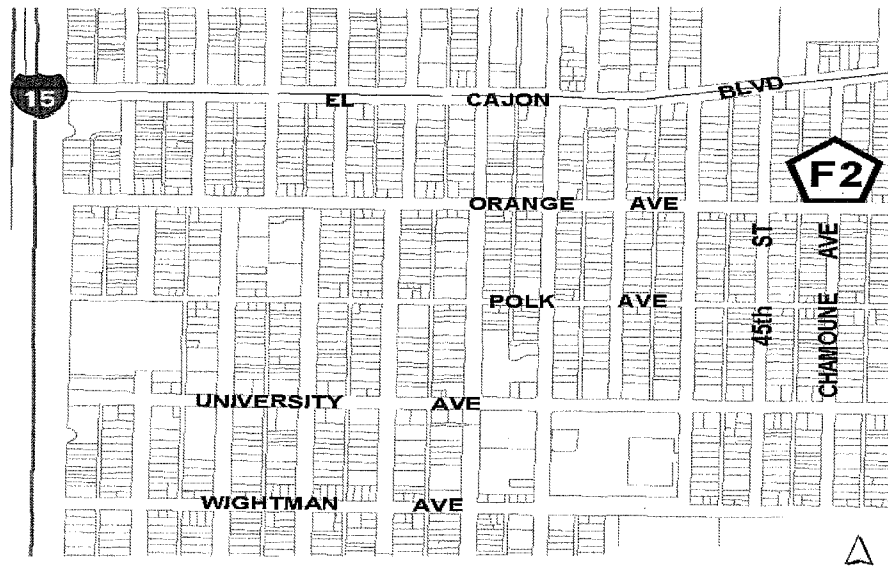 15
EL CAJON BLVD
F2
ORANGE AVE
45th ST
CHAMOUNE AVE
POLK AVE
UNIVERSITY AVE
WIGHTMAN AVE